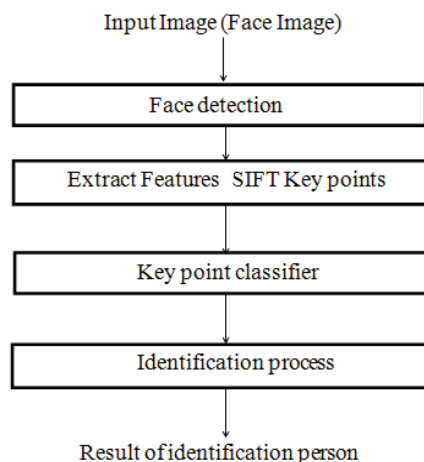 Input Image (Face Image)
Face detection
Extract Features SIFT Key points
Key point classifier
Identification process
Result of identification person